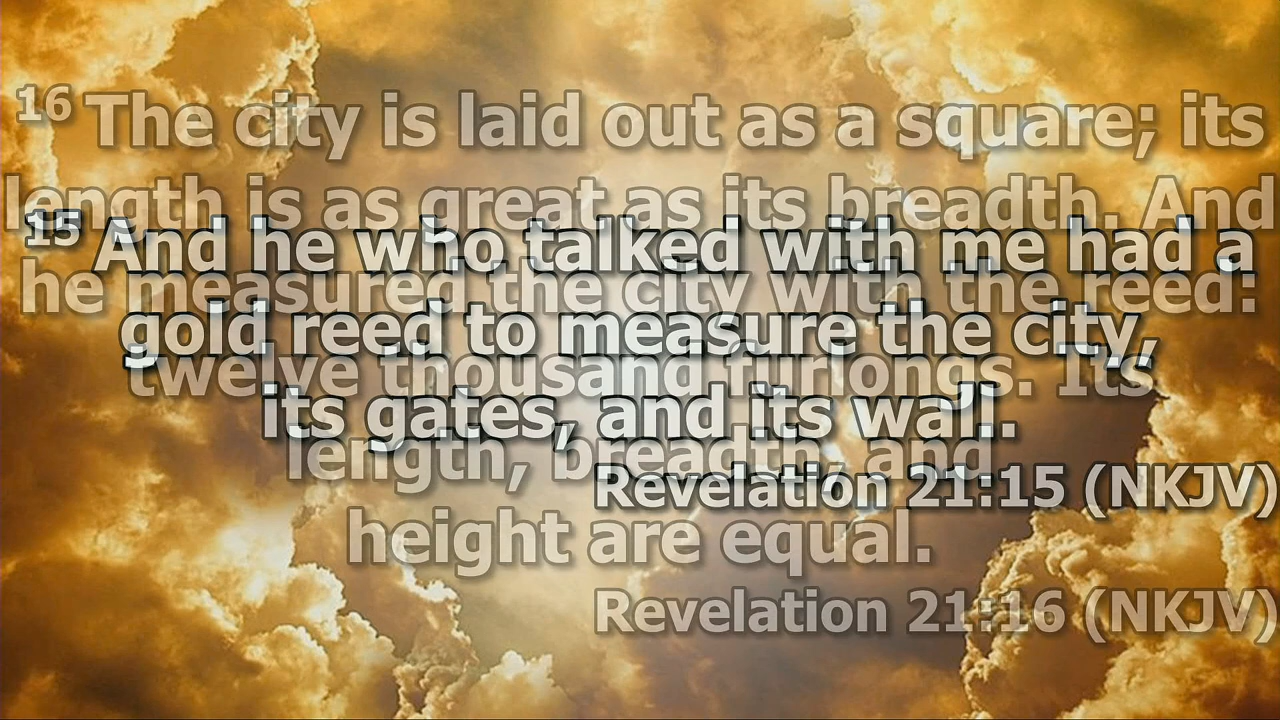 16 The city is laid out as a square; its
length is as great as its breadth. And
he measured the city with the reed:
twelve thousand furlongs. Its
length, breadth, and
height are equal.
Revelation 21:16 (NKJV)
15 And he who talked with me had a
gold reed to measure the city,
its gates, and its wall.
Revelation 21:15 (NKJV)